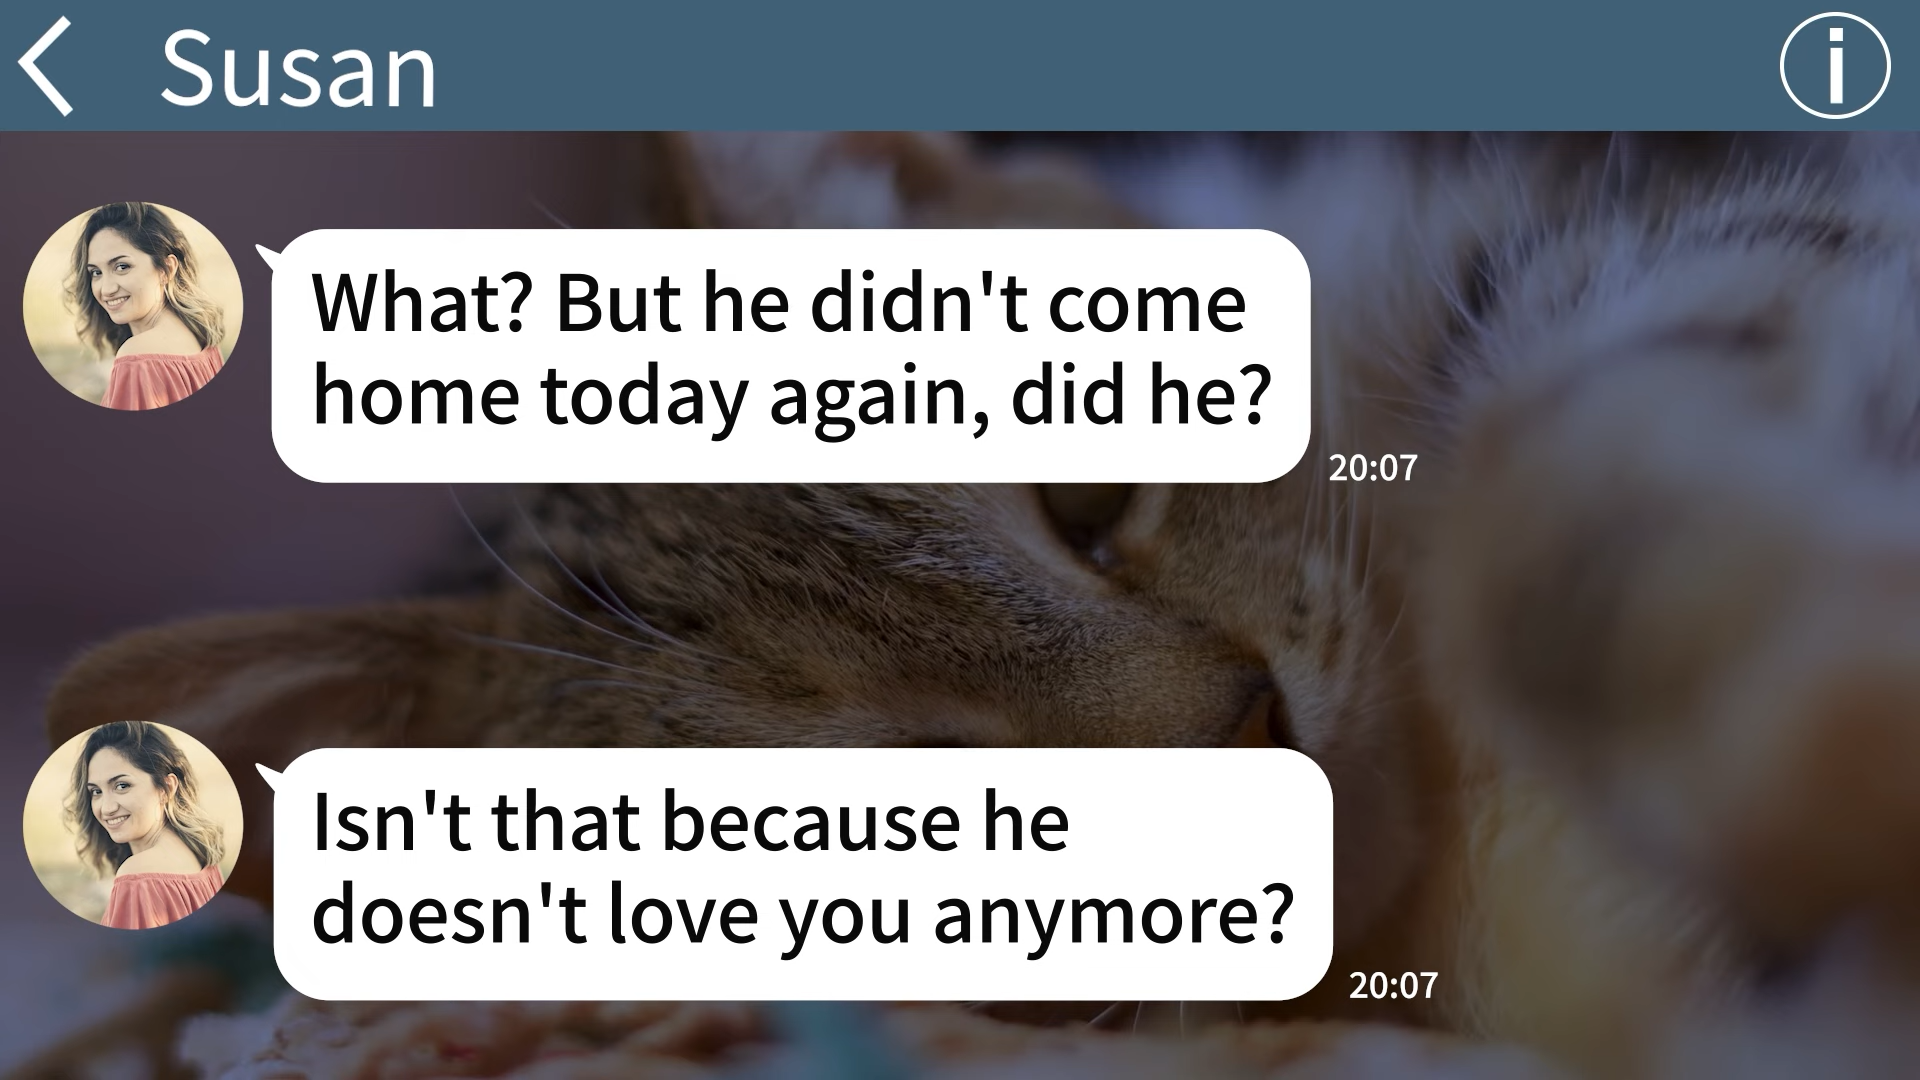 Susan
What? But he didn't come
home today again, did he?
20:07
Isn't that because he
doesn't love you anymore?
20:07